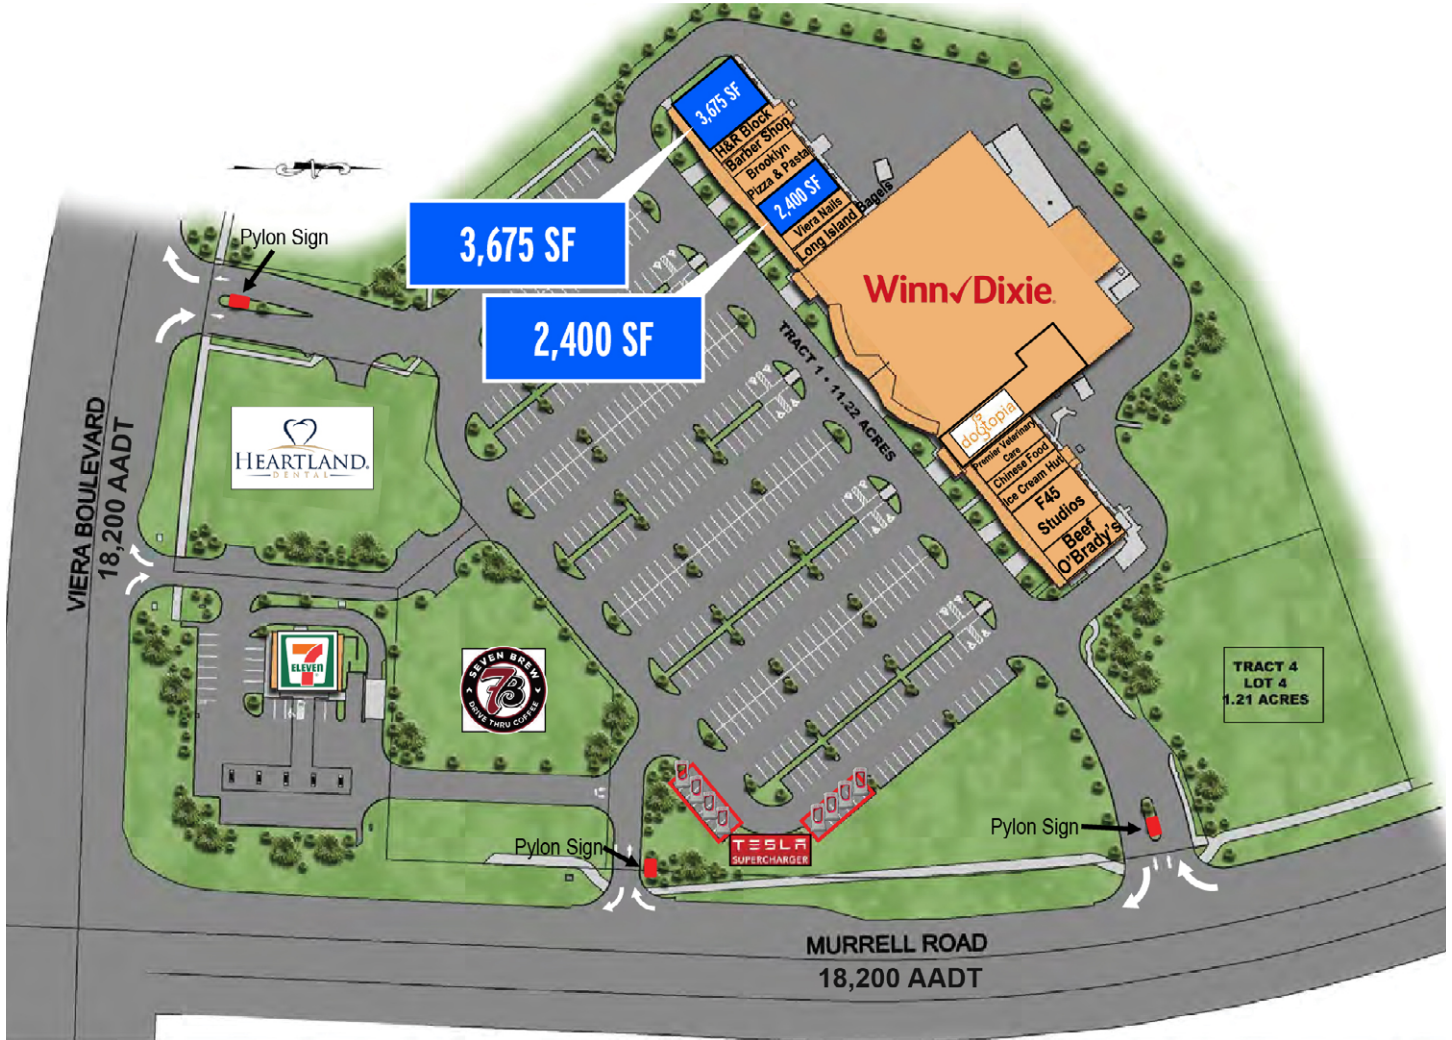 3,675 SF
H&R Block
Barber Shop
Brooklyn
Pizza & Pasta
2,400 SF
Viera Nails
Long Island Bagels
Pylon Sign
3,675 SF
2,400 SF
Winn✓Dixie
TRACT 1 • 11.22 ACRES
dogtopia
Premier Veterinary
Care
Chinese Food
Ice Cream Hut
F45
Studios
Beef
O'Brady's
HEARTLAND
DENTAL
VIERA BOULEVARD
18,200 AADT
7
ELEVEN
SEVEN BREW
7B
DRIVE THRU COFFEE
TRACT 4
LOT 4
1.21 ACRES
Pylon Sign
Pylon Sign
TESLA
SUPERCHARGER
MURRELL ROAD
18,200 AADT